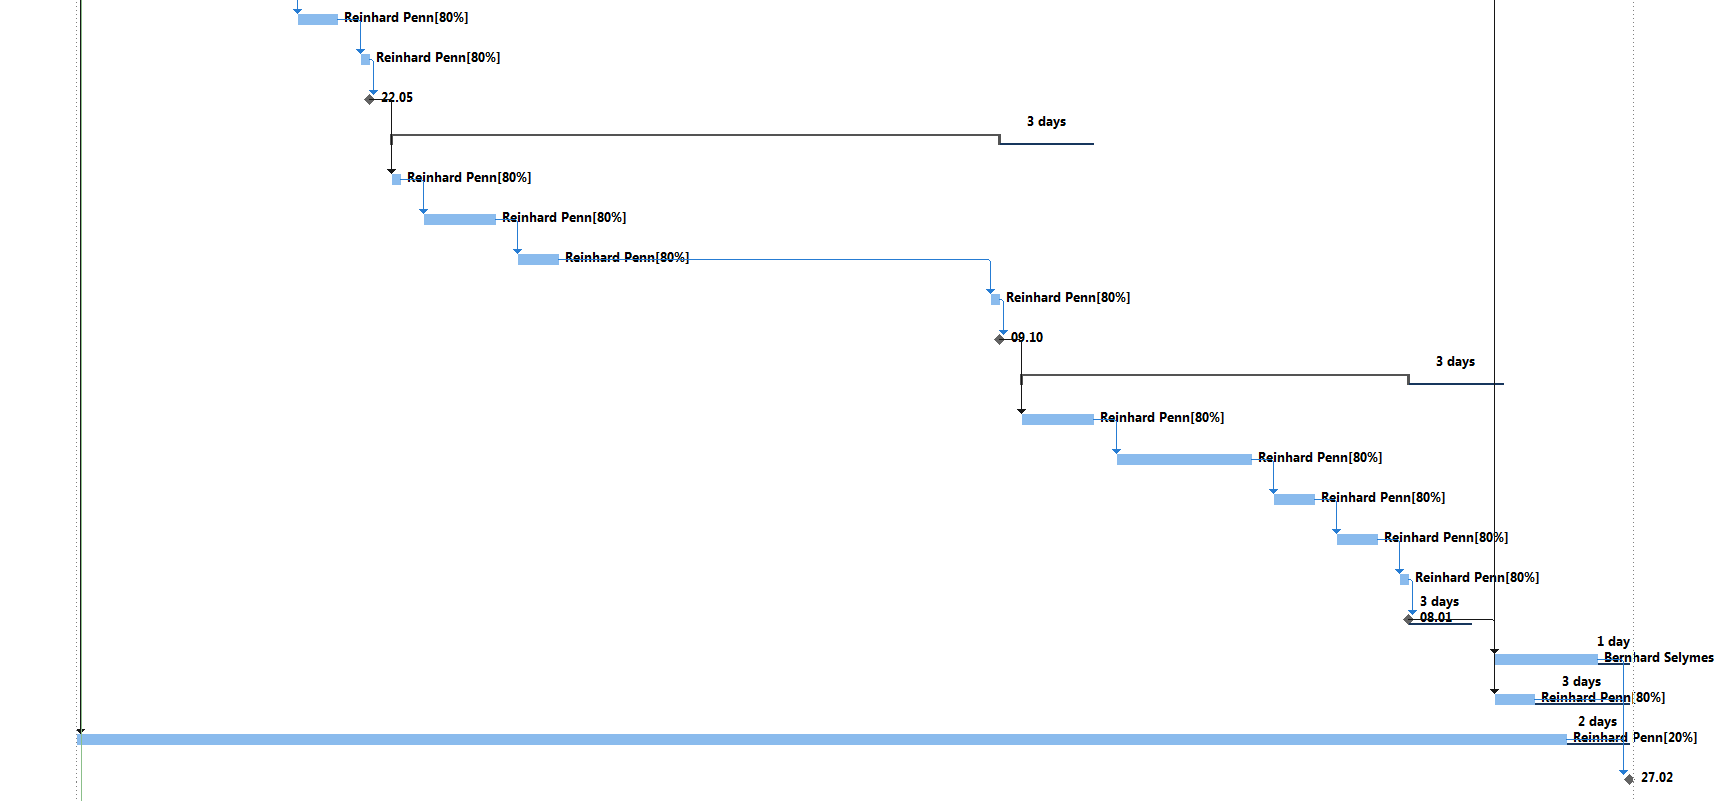 Reinhard Penn[80%]
Reinhard Penn[80%]
22.05
3 days
Reinhard Penn[80%]
Reinhard Penn[80%]
Reinhard Penn[80%]
Reinhard Penn[80%]
09.10
3 days
Reinhard Penn[80%]
Reinhard Penn[80%]
Reinhard Penn[80%]
Reinhard Penn[80%]
Reinhard Penn[80%]
3 days
08.01
1 day
Bernhard Selymes
3 days
Reinhard Penn[80%]
2 days
Reinhard Penn[20%]
27.02